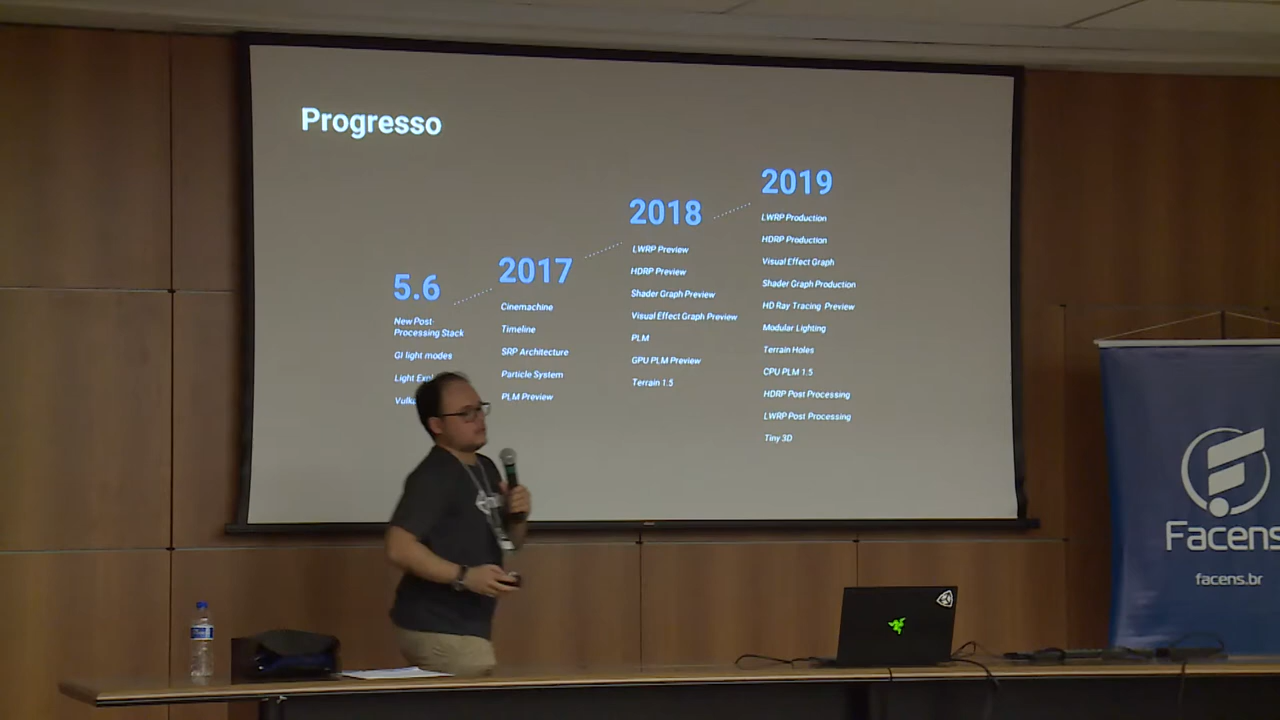 Progresso
5.6
New Post-
Processing Stack
GI light modes
Light
2017
Cinemachine
Timeline
SRP Architecture
Particle System
PLM Preview
2018
LWRP Preview
HDRP Preview
Shader Graph Preview
Visual Effect Graph Preview
PLM
GPU PLM Preview
Terrain 1.5
2019
LWRP Production
HDRP Production
Visual Effect Graph
Shader Graph Production
HD Ray Tracing Preview
Modular Lighting
Terrain Holes
CPU PLM 1.5
HDRP Post Processing
LWRP Post Processing
Tiny 3D
Facens
facens.br